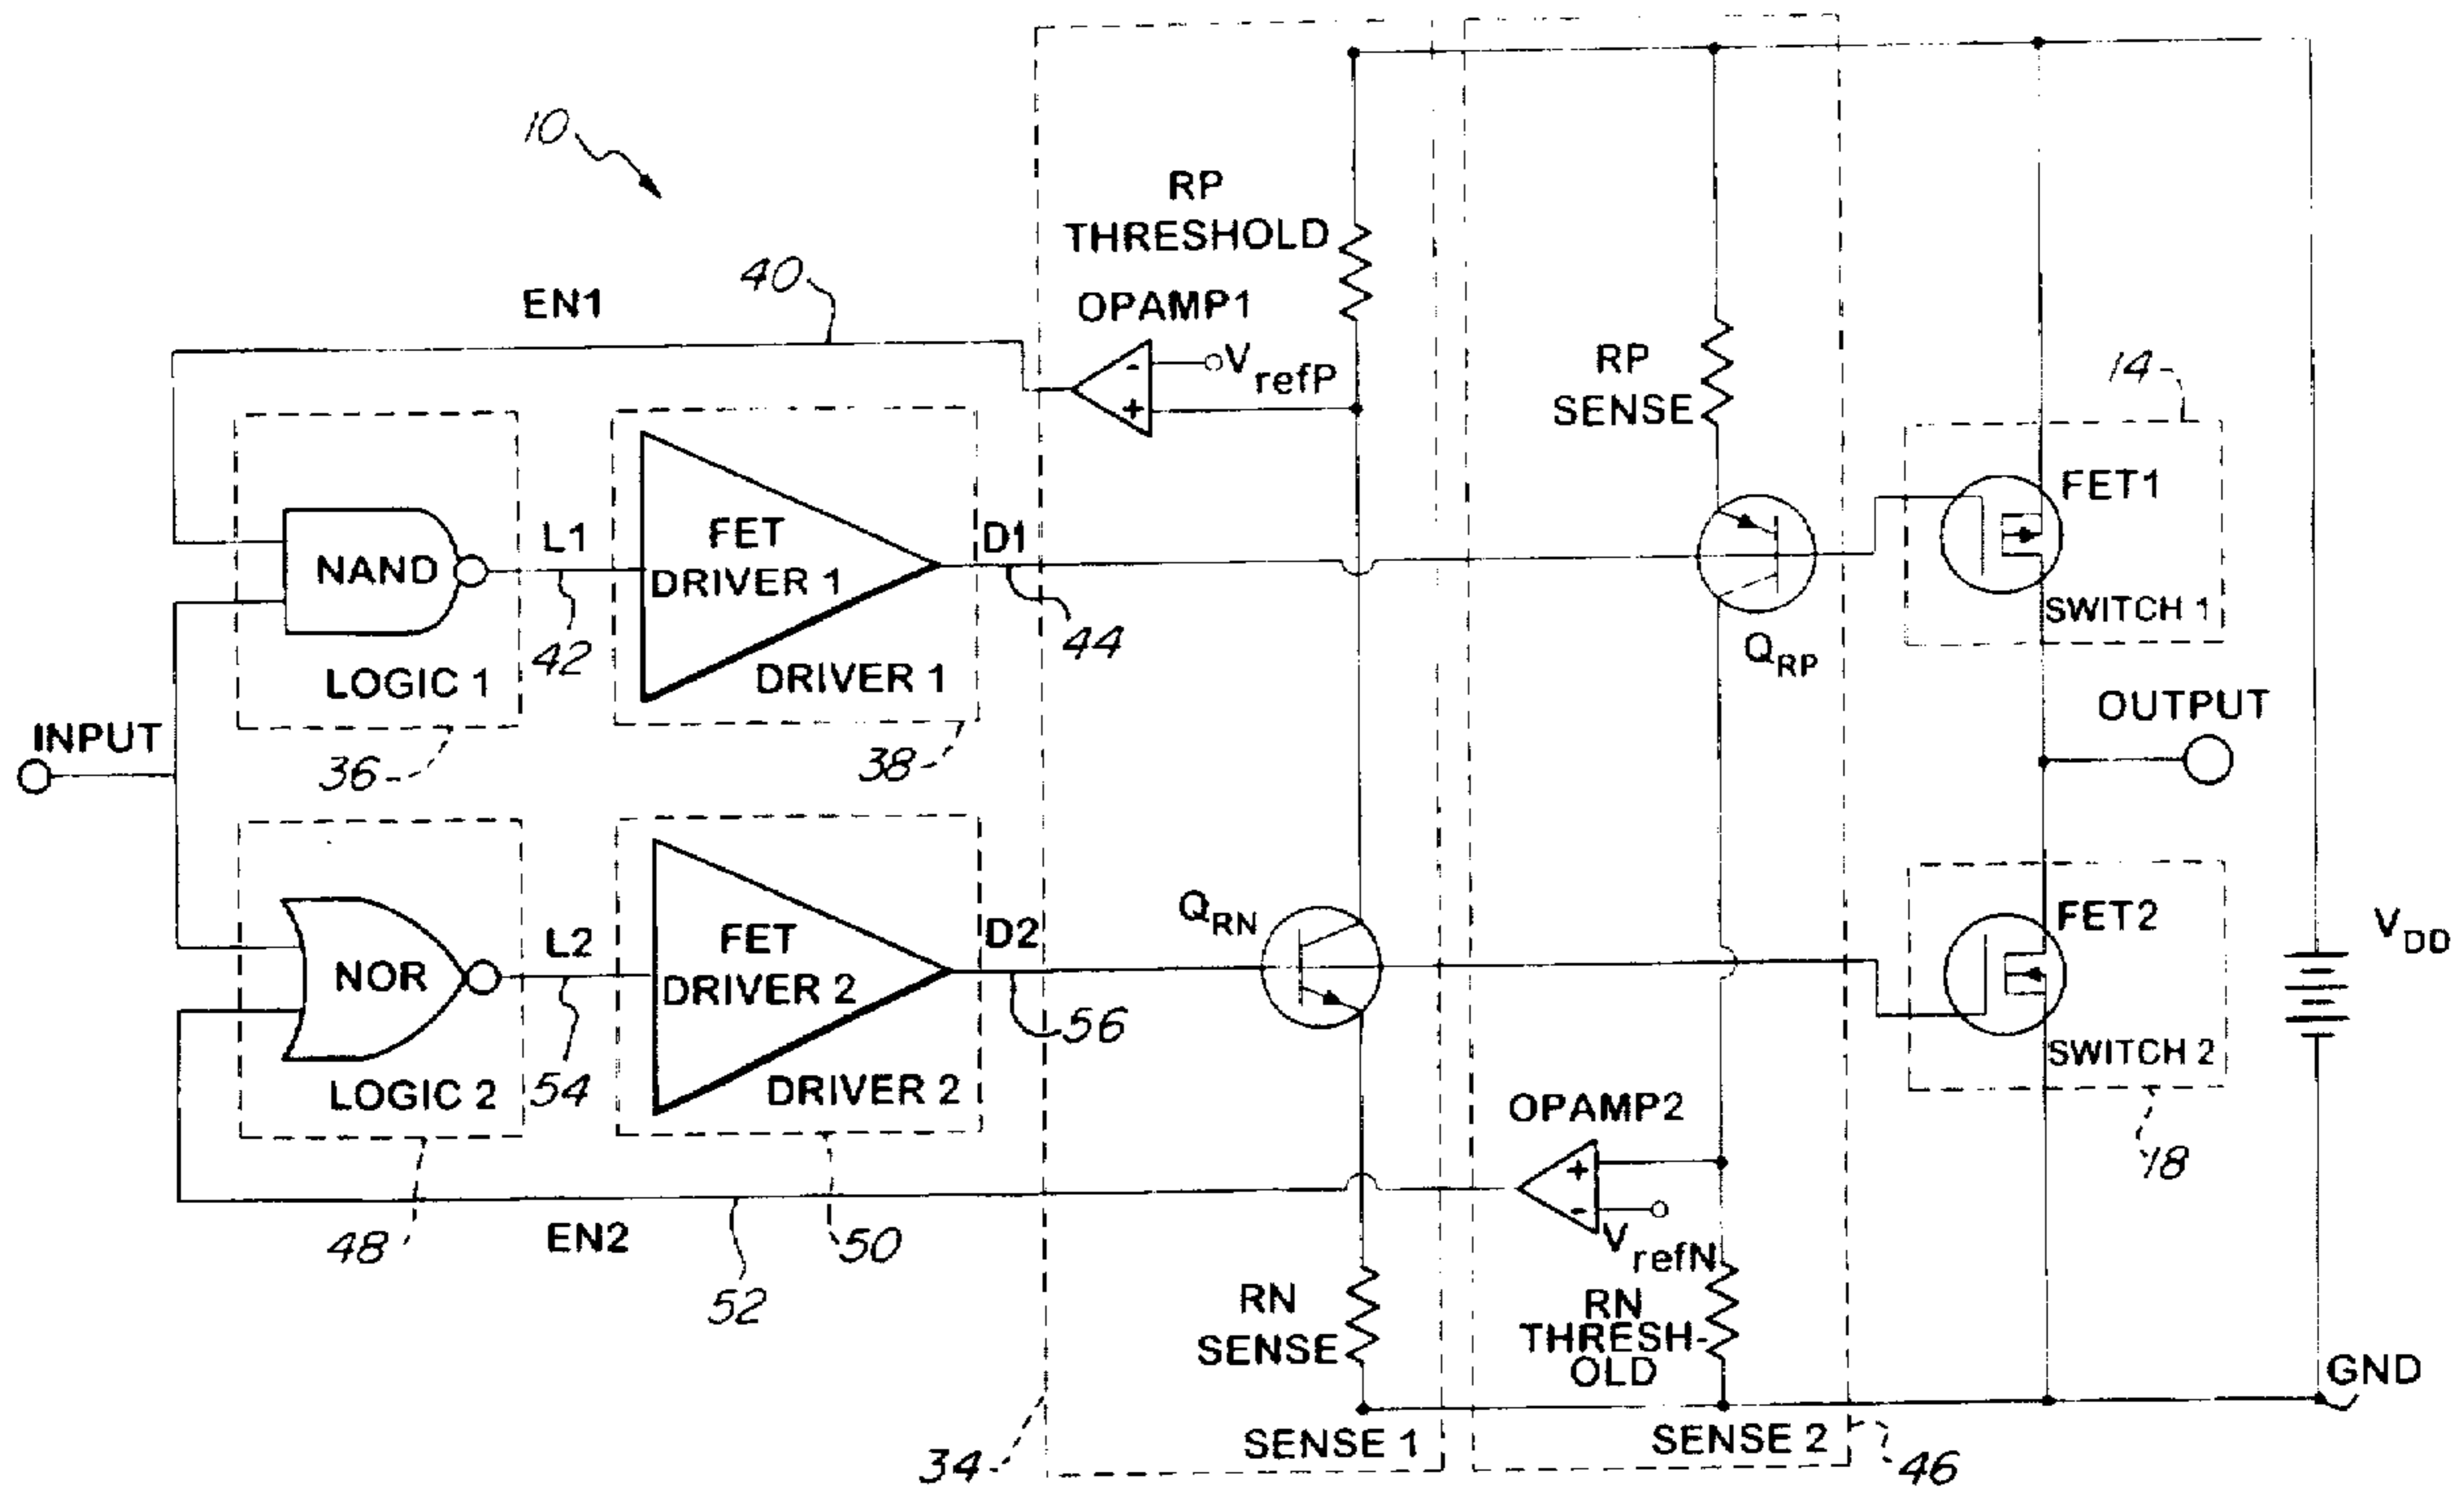 10
RP
THRESHOLD
40
EN1
OPAMP1
-
V refP
+
RP
SENSE
14
FET1
NAND
L1
FET
DRIVER 1
D1
SWITCH 1
42
44
LOGIC 1
DRIVER 1
Q RP
OUTPUT
INPUT
36
38
Q RN
FET2
V DD
NOR
L2
FET
DRIVER 2
D2
56
SWITCH 2
LOGIC 2
54
DRIVER 2
OPAMP2
+
-
18
48
EN2
50
V refN
52
RN
SENSE
RN
THRESH-
OLD
GND
34
SENSE 1
SENSE 2
46